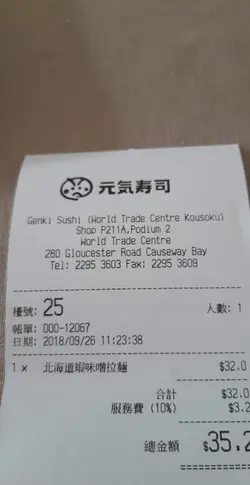 元気寿司
Genki Sushi (World Trade Centre Kousoku)
Shop P211A,Podium 2
World Trade Centre
280 Gloucester Road Causeway Bay
Tel: 2295 3603 Fax: 2295 3609
檯號: 25 人數: 1
帳單: 000-12067
日期: 2018/09/26 11:23:38
1 × 北海道蝦味噌拉麵 $32.0
合計 $32.0
服務費 (10%) $3.2
總金額 $35.2